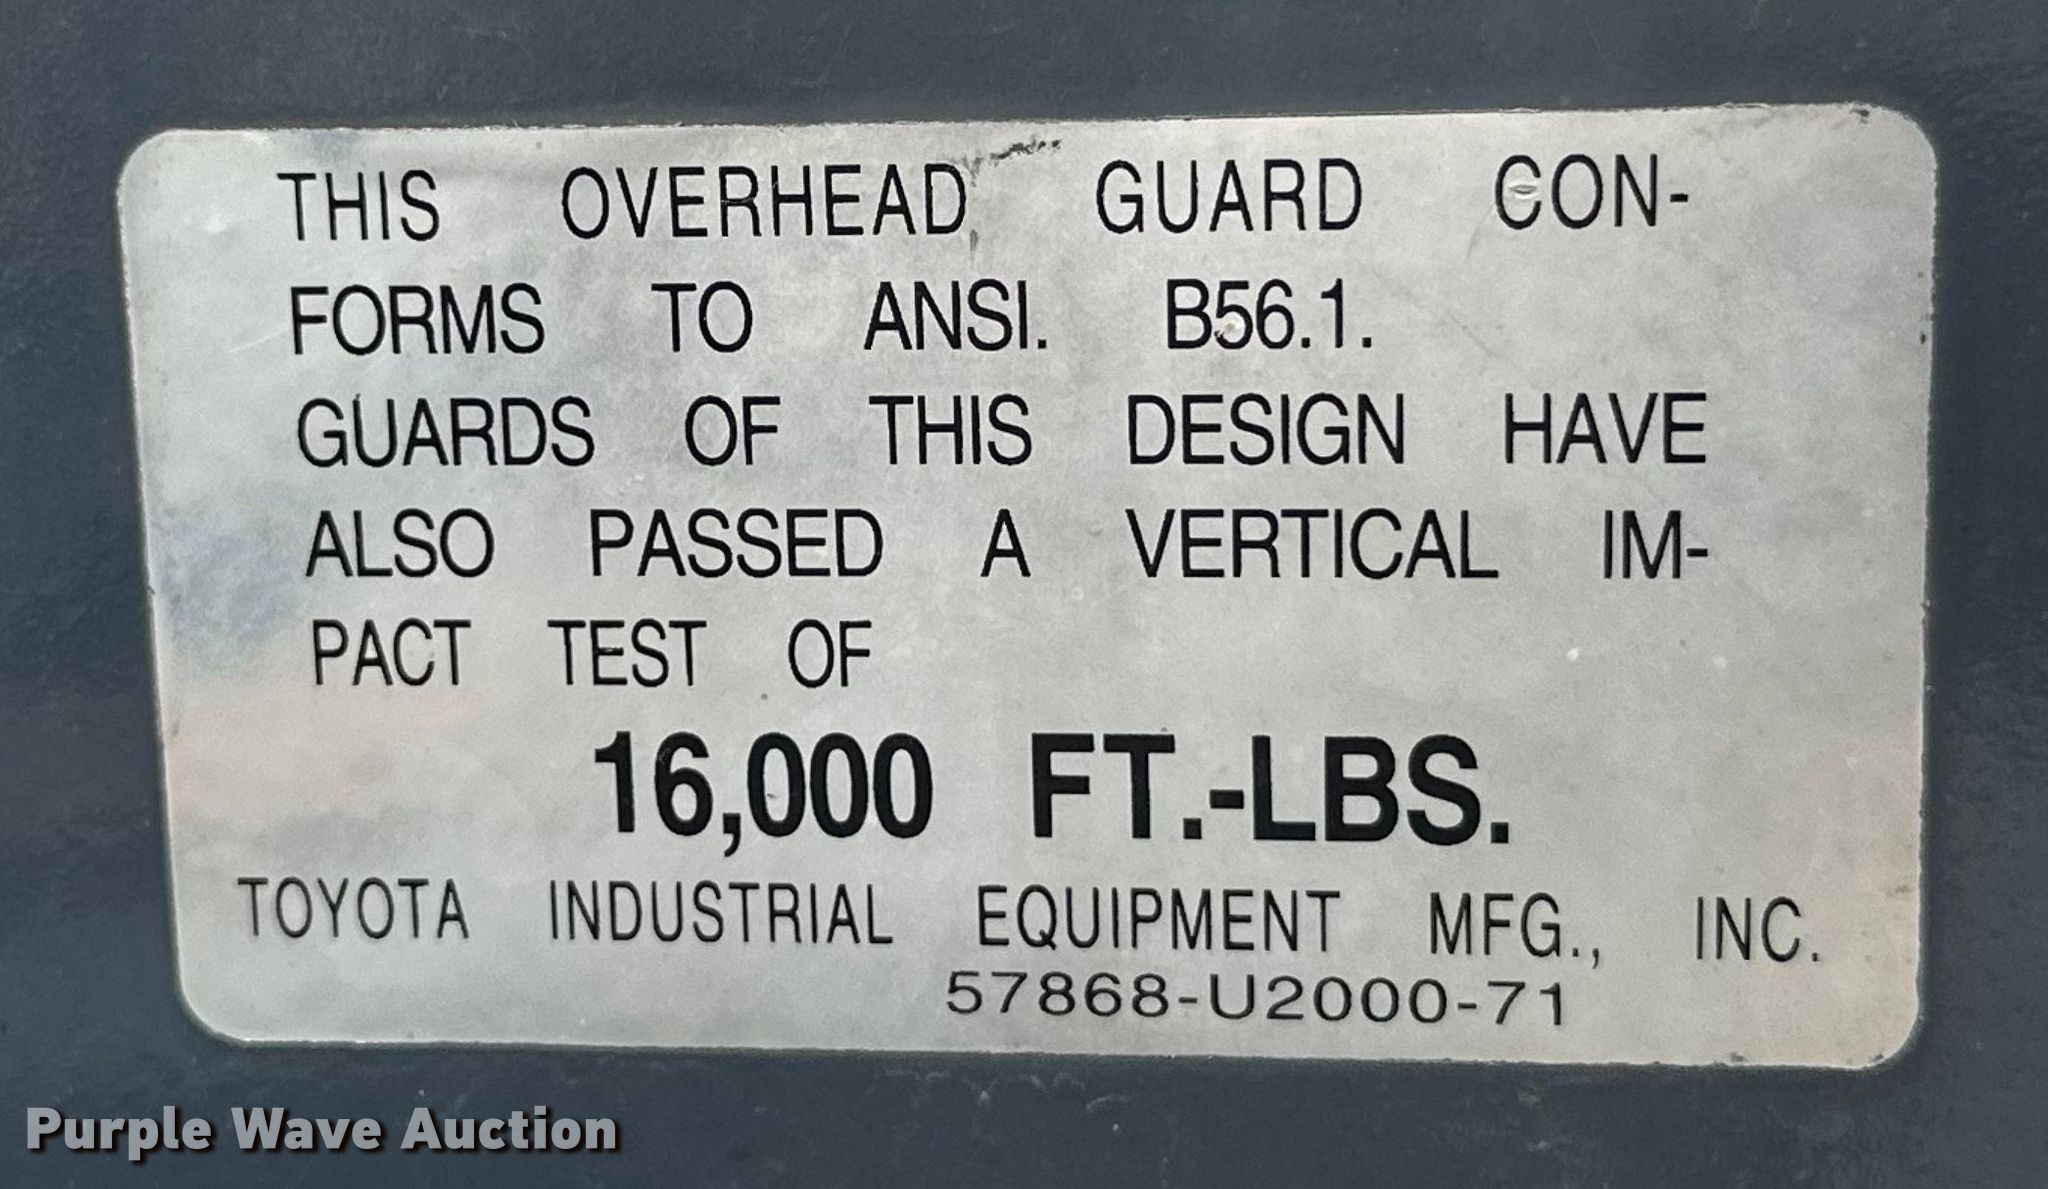 THIS OVERHEAD GUARD CON-
FORMS TO ANSI. B56.1.
GUARDS OF THIS DESIGN HAVE
ALSO PASSED A VERTICAL IM-
PACT TEST OF
16,000 FT.-LBS.
TOYOTA INDUSTRIAL EQUIPMENT MFG., INC.
57868-U2000-71
Purple Wave Auction